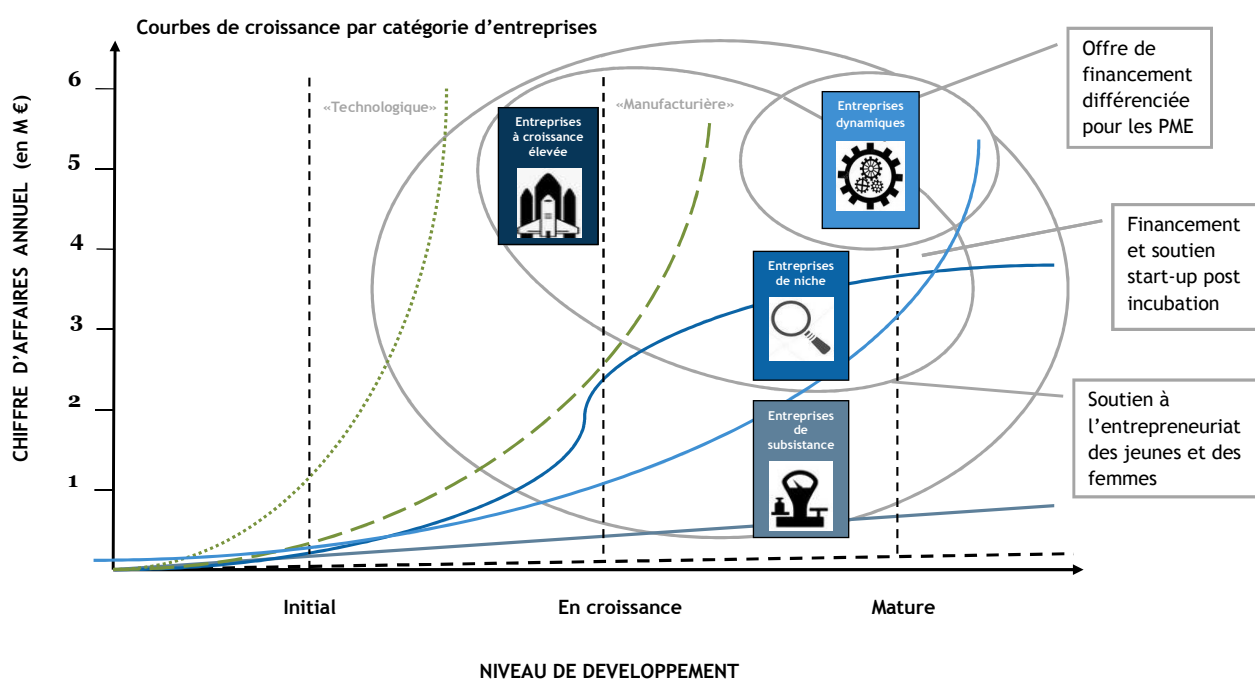 Courbes de croissance par catégorie d’entreprises
CHIFFRE D’AFFAIRES ANNUEL (en M €)
6
5
4
3
2
1
«Technologique»
«Manufacturière»
Entreprises
à croissance
élevée
Entreprises
dynamiques
Entreprises
de niche
Entreprises
de
subsistance
Offre de
financement
différenciée
pour les PME
Financement
et soutien
start-up post
incubation
Soutien à
l’entrepreneuriat
des jeunes et des
femmes
Initial
En croissance
Mature
NIVEAU DE DEVELOPPEMENT